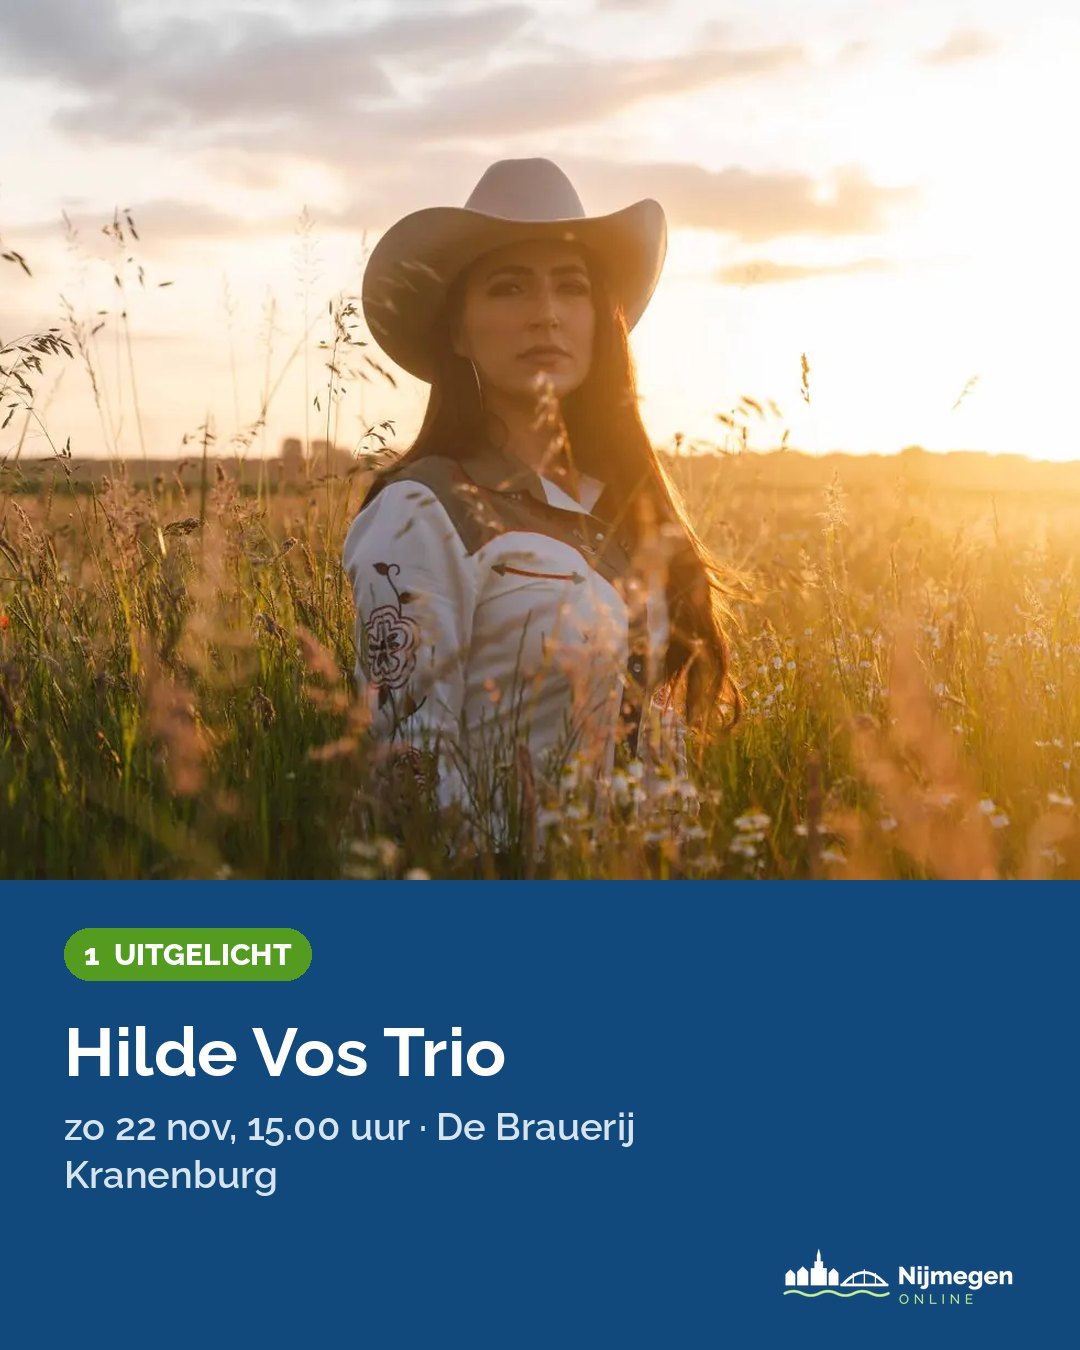 1 UITGELICHT
Hilde Vos Trio
zo 22 nov, 15.00 uur · De Brauerij
Kranenburg
Nijmegen
ONLINE